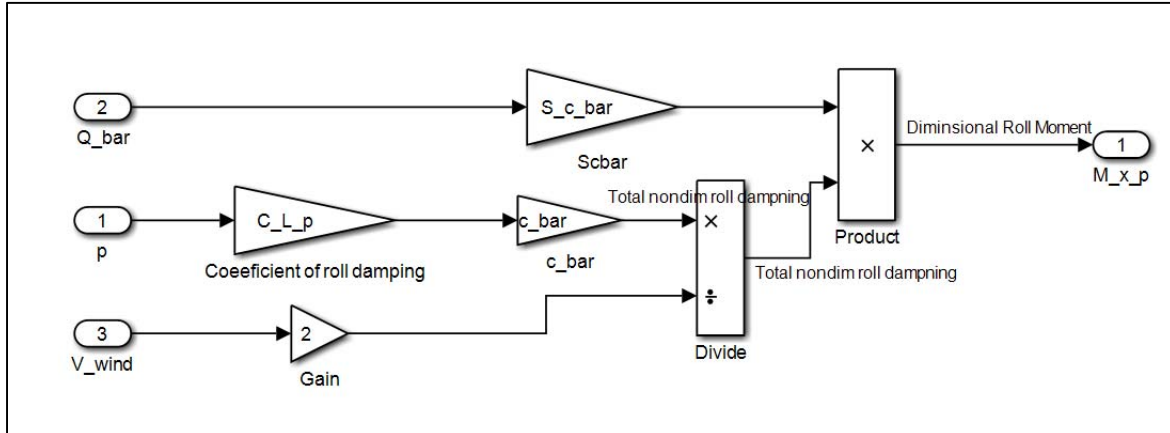 2
S_c_bar
Q_bar
Scbar
×
Diminsional Roll Moment
1
M_x_p
Product
1
p
C_L_p
Coeeficient of roll damping
c_bar
c_bar
Total nondim roll dampning
×
÷
Divide
Total nondim roll dampning
3
V_wind
2
Gain